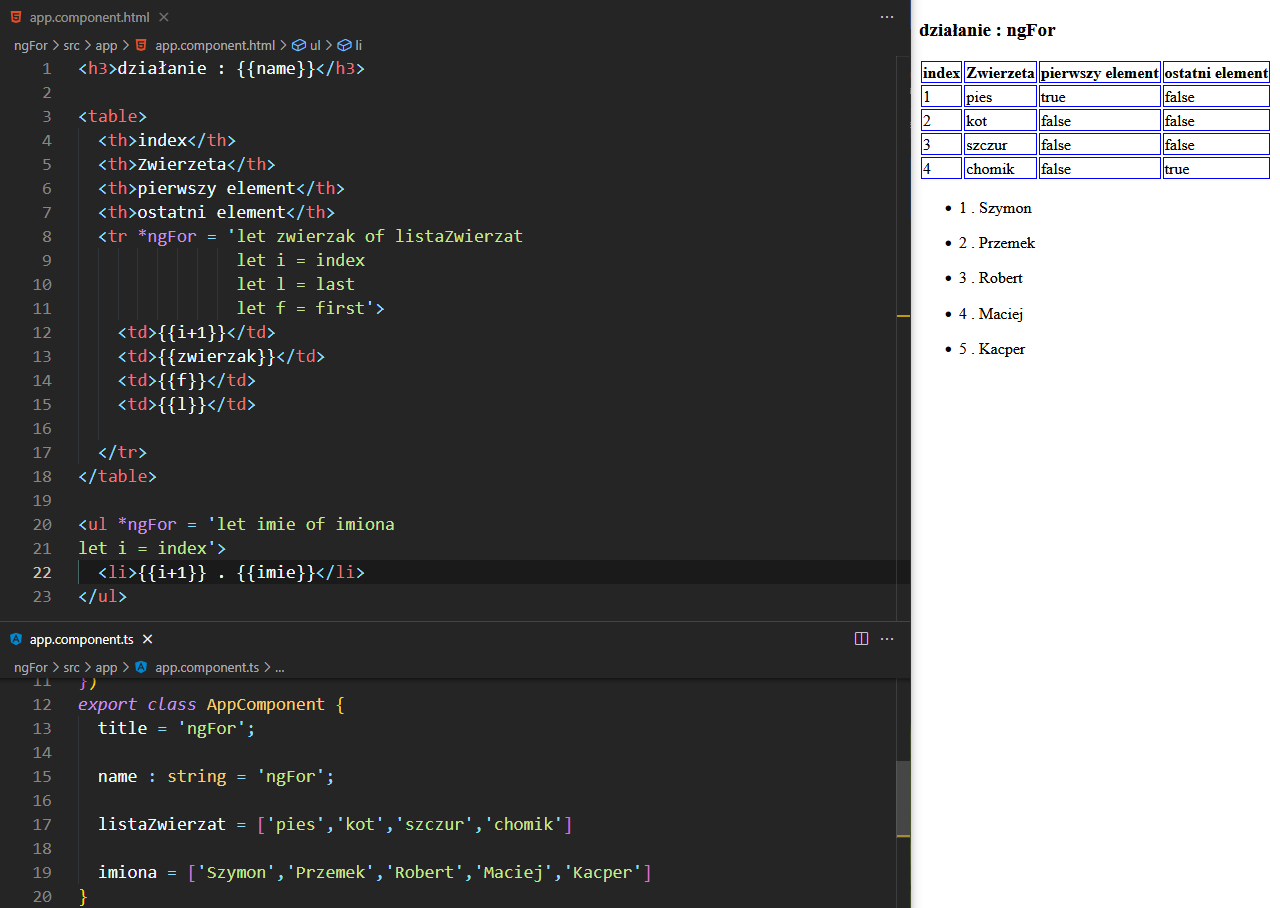 app.component.html
ngFor > src > app > app.component.html > ul > li
1 <h3>działanie : {{name}}</h3>
2
3 <table>
4 <th>index</th>
5 <th>Zwierzeta</th>
6 <th>pierwszy element</th>
7 <th>ostatni element</th>
8 <tr *ngFor = 'let zwierzak of listaZwierzat
9 let i = index
10 let l = last
11 let f = first'>
12 <td>{{i+1}}</td>
13 <td>{{zwierzak}}</td>
14 <td>{{f}}</td>
15 <td>{{l}}</td>
16
17 </tr>
18 </table>
19
20 <ul *ngFor = 'let imie of imiona
21 let i = index'>
22 <li>{{i+1}} . {{imie}}</li>
23 </ul>
app.component.ts
ngFor > src > app > app.component.ts > ...
11 })
12 export class AppComponent {
13 title = 'ngFor';
14
15 name : string = 'ngFor';
16
17 listaZwierzat = ['pies','kot','szczur','chomik']
18
19 imiona = ['Szymon','Przemek','Robert','Maciej','Kacper']
20 }
działanie : ngFor
index Zwierzeta pierwszy element ostatni element
1 pies true false
2 kot false false
3 szczur false false
4 chomik false true
• 1 . Szymon
• 2 . Przemek
• 3 . Robert
• 4 . Maciej
• 5 . Kacper